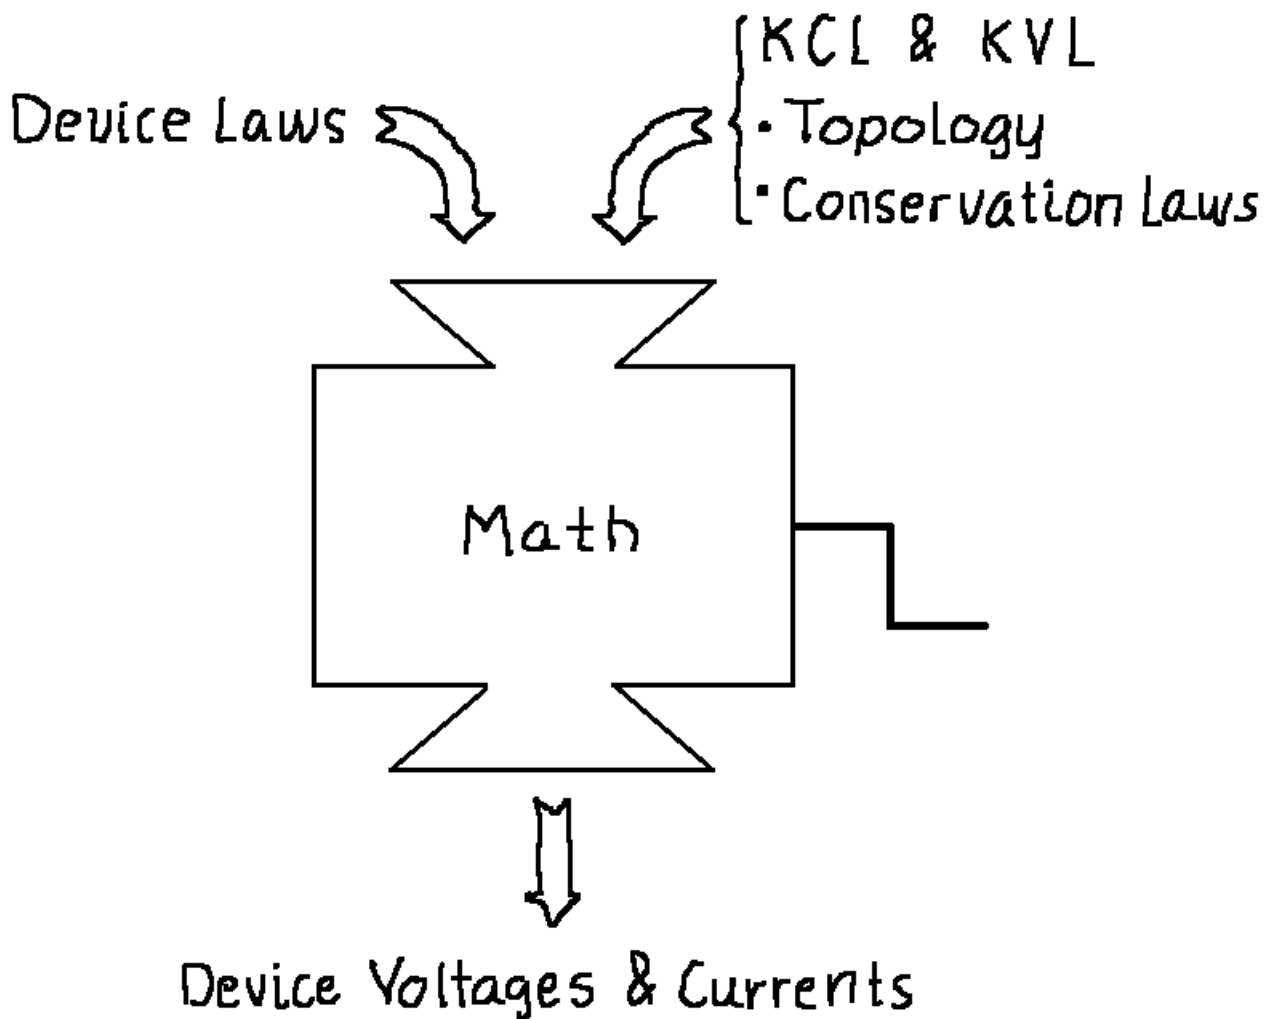 Device Laws
KCL & KVL
· Topology
· Conservation Laws
Math
Device Voltages & Currents